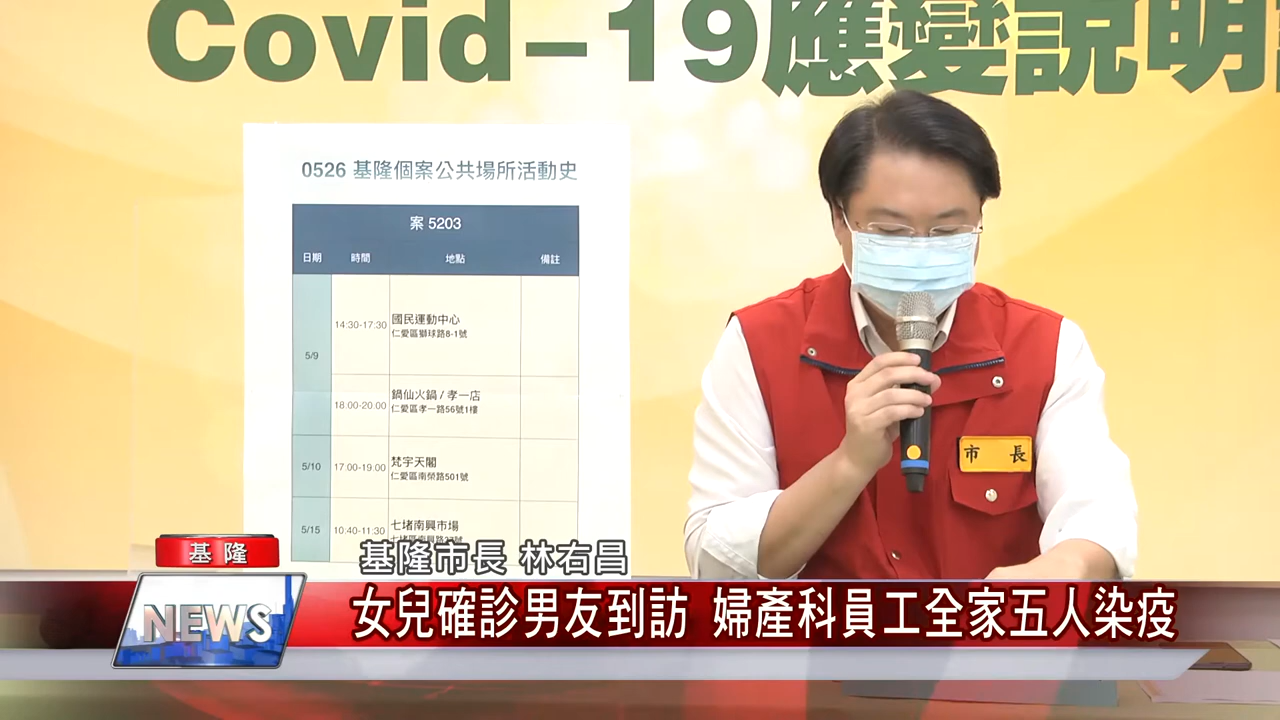 Covid-19應變說明
0526 基隆個案公共場所活動史
案 5203
日期 時間 地點 備註
5/9
14:30-17:30 國民運動中心
仁愛區獅球路8-1號
18:00-20:00 鍋仙火鍋 / 孝一店
仁愛區孝一路56號1樓
5/10 17:00-19:00 梵宇天閣
仁愛區南榮路501號
5/15 10:40-11:30 七堵南興市場
市長
基隆
基隆市長 林右昌
NEWS
女兒確診男友到訪 婦產科員工全家五人染疫